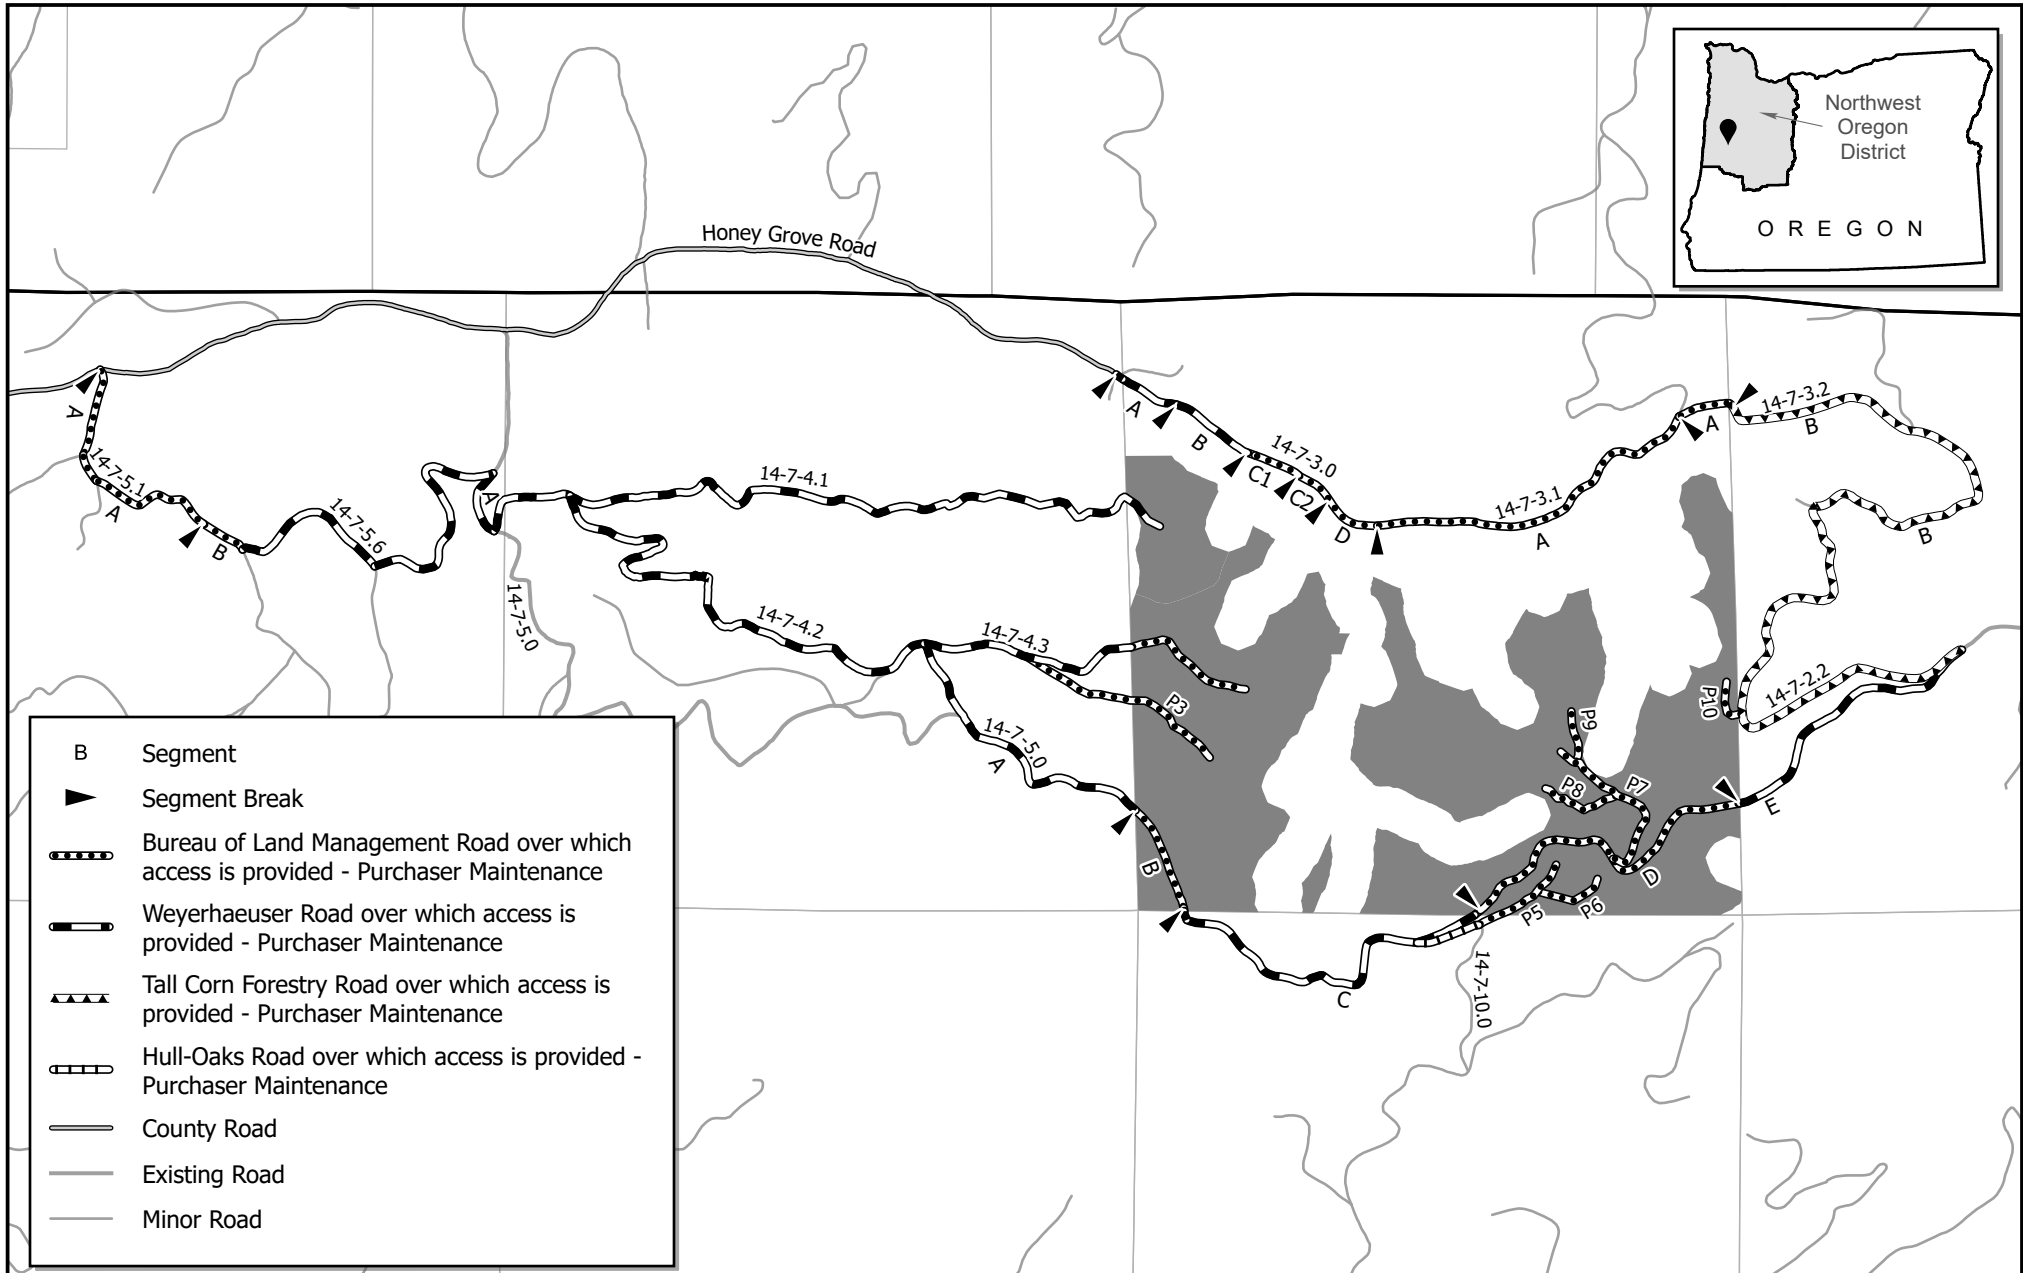 Northwest
Oregon
District
OREGON
Honey Grove Road
A
14-7-5.1
A
B
14-7-5.6
A
14-7-5.0
14-7-4.1
14-7-4.2
14-7-4.3
P3
14-7-5.0
A
B
C
A
B
C1
C2
14-7-3.0
D
14-7-3.1
A
A
14-7-3.2
B
B
14-7-2.2
P10
P9
P8
P7
E
D
P5
P6
14-7-10.0
B Segment
Segment Break
Bureau of Land Management Road over which
access is provided - Purchaser Maintenance
Weyerhaeuser Road over which access is
provided - Purchaser Maintenance
Tall Corn Forestry Road over which access is
provided - Purchaser Maintenance
Hull-Oaks Road over which access is provided -
Purchaser Maintenance
County Road
Existing Road
Minor Road